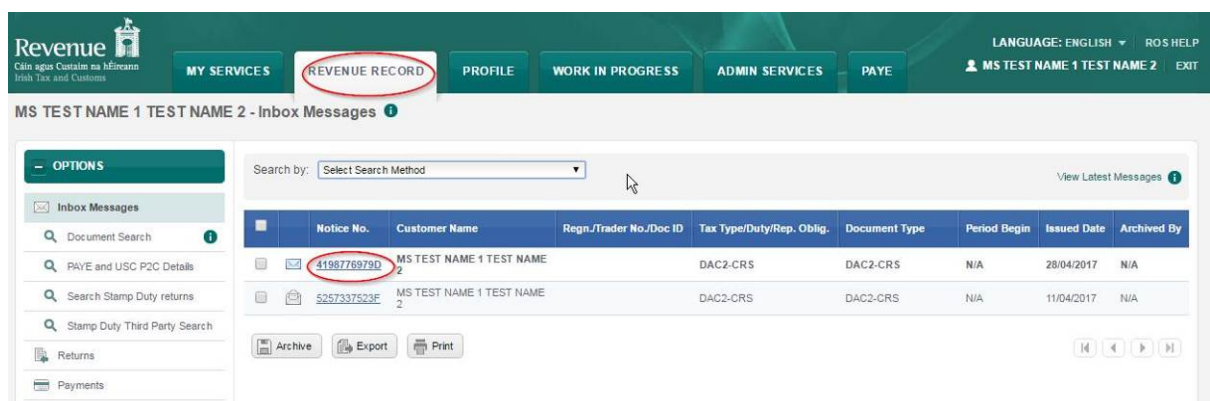 Revenue
Cáin agus Custaim na hÉireann
Irish Tax and Customs
LANGUAGE: ENGLISH ROS HELP
MS TEST NAME 1 TEST NAME 2 EXIT
MY SERVICES REVENUE RECORD PROFILE WORK IN PROGRESS ADMIN SERVICES PAYE
MS TEST NAME 1 TEST NAME 2 - Inbox Messages
OPTIONS
Inbox Messages
Document Search
PAYE and USC P2C Details
Search Stamp Duty returns
Stamp Duty Third Party Search
Returns
Payments
Search by: Select Search Method
View Latest Messages
Notice No. Customer Name Regn./Trader No./Doc ID Tax Type/Duty/Rep. Oblig. Document Type Period Begin Issued Date Archived By
4198776979D MS TEST NAME 1 TEST NAME 2 DAC2-CRS DAC2-CRS N/A 28/04/2017 N/A
5257337523F MS TEST NAME 1 TEST NAME 2 DAC2-CRS DAC2-CRS N/A 11/04/2017 N/A
Archive Export Print